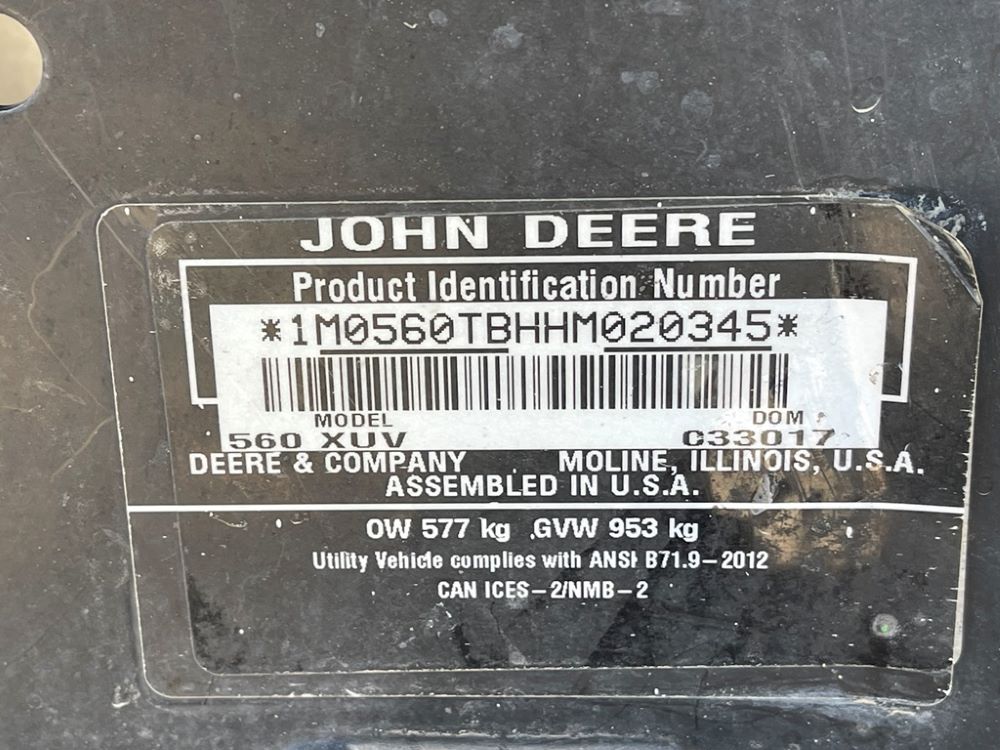 JOHN DEERE
Product Identification Number
*1M0560TBHHM020345*
MODEL DOM
560 XUV C33017
DEERE & COMPANY MOLINE, ILLINOIS, U.S.A.
ASSEMBLED IN U.S.A.
OW 577 kg GVW 953 kg
Utility Vehicle complies with ANSI B71.9-2012
CAN ICES-2/NMB-2